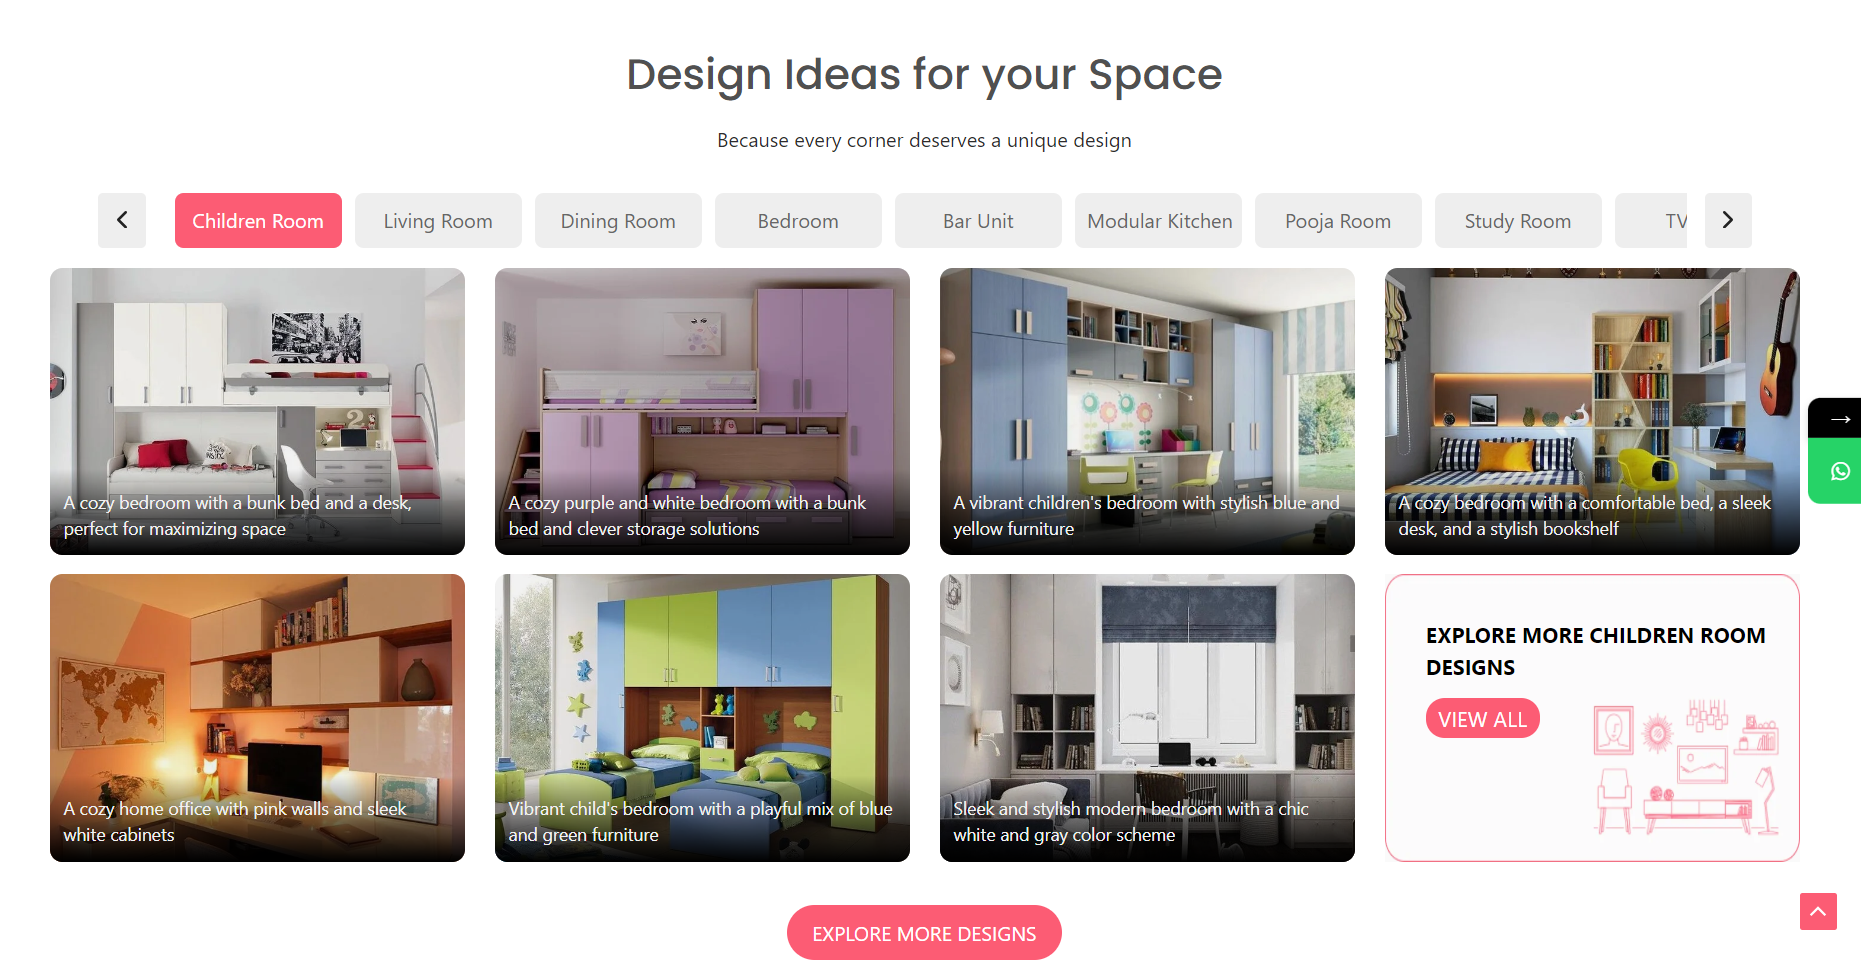 Design Ideas for your Space
Because every corner deserves a unique design
Children Room
Living Room
Dining Room
Bedroom
Bar Unit
Modular Kitchen
Pooja Room
Study Room
TV
A cozy bedroom with a bunk bed and a desk,
perfect for maximizing space
A cozy purple and white bedroom with a bunk
bed and clever storage solutions
A vibrant children's bedroom with stylish blue and
yellow furniture
A cozy bedroom with a comfortable bed, a sleek
desk, and a stylish bookshelf
A cozy home office with pink walls and sleek
white cabinets
Vibrant child's bedroom with a playful mix of blue
and green furniture
Sleek and stylish modern bedroom with a chic
white and gray color scheme
EXPLORE MORE CHILDREN ROOM
DESIGNS
VIEW ALL
EXPLORE MORE DESIGNS